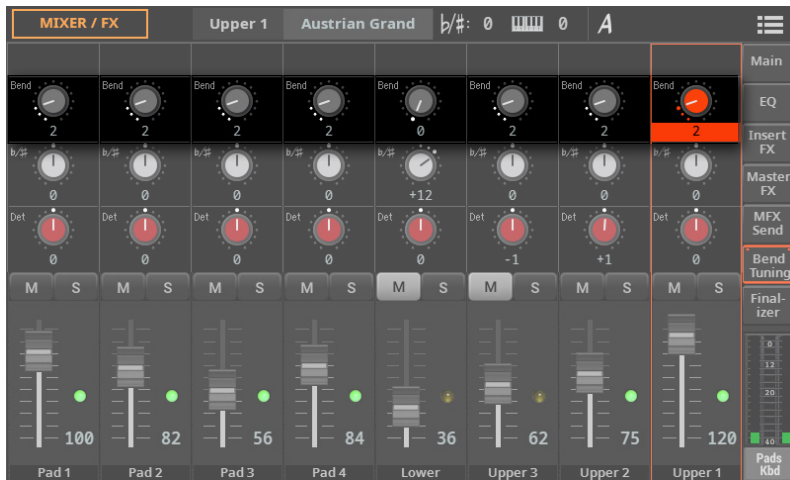 MIXER / FX
Upper 1
Austrian Grand
♭/♯: 0
0
A
Main
Bend Bend Bend Bend Bend Bend Bend Bend
EQ
2 2 2 2 0 2 2 2
Insert
FX
♭/♯ ♭/♯ ♭/♯ ♭/♯ ♭/♯ ♭/♯ ♭/♯ ♭/♯
Master
FX
0 0 0 0 +12 0 0 0
Det Det Det Det Det Det Det Det
MFX
Send
0 0 0 0 0 -1 +1 0
Bend
Tuning
M S M S M S M S M S M S M S M S
Final-
izer
0
12
20
40
100 82 56 84 36 62 75 120
Pad 1 Pad 2 Pad 3 Pad 4 Lower Upper 3 Upper 2 Upper 1
Pads
Kbd